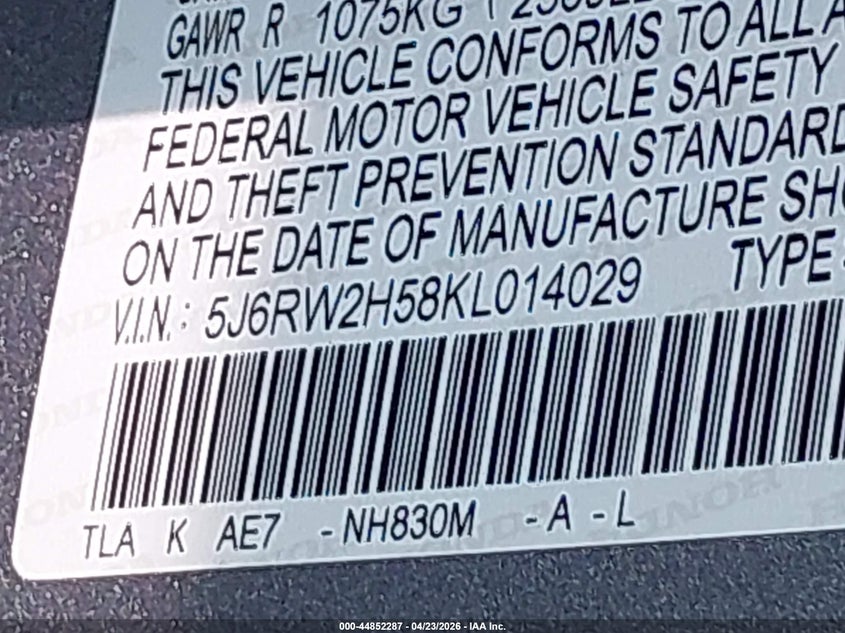 GAWR R 1075KG
THIS VEHICLE CONFORMS TO ALL
FEDERAL MOTOR VEHICLE SAFETY
AND THEFT PREVENTION STANDARD
ON THE DATE OF MANUFACTURE
V.I.N.: 5J6RW2H58KL014029 TYPE
TLA K AE7 -NH830M -A -L
000-44852287 - 04/23/2026 - IAA Inc.